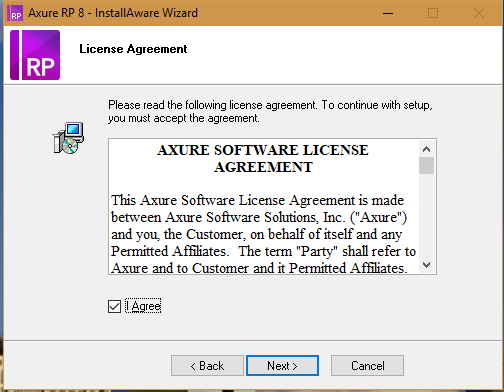 RP Axure RP 8 - InstallAware Wizard
RP License Agreement
Please read the following license agreement. To continue with setup,
you must accept the agreement.
AXURE SOFTWARE LICENSE
AGREEMENT
This Axure Software License Agreement is made
between Axure Software Solutions, Inc. ("Axure")
and you, the Customer, on behalf of itself and any
Permitted Affiliates. The term "Party" shall refer to
Axure and to Customer and it Permitted Affiliates.
I Agree
< Back Next > Cancel